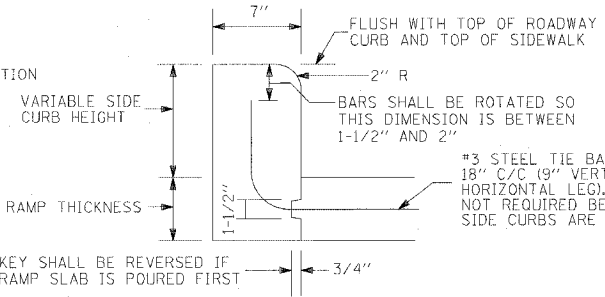 7"
FLUSH WITH TOP OF ROADWAY
CURB AND TOP OF SIDEWALK
TION
2" R
VARIABLE SIDE
CURB HEIGHT
BARS SHALL BE ROTATED SO
THIS DIMENSION IS BETWEEN
1-1/2" AND 2"
#3 STEEL TIE BA
18" C/C (9" VERT
HORIZONTAL LEG).
NOT REQUIRED BE
SIDE CURBS ARE
RAMP THICKNESS
1-1/2"
KEY SHALL BE REVERSED IF
RAMP SLAB IS POURED FIRST
3/4"